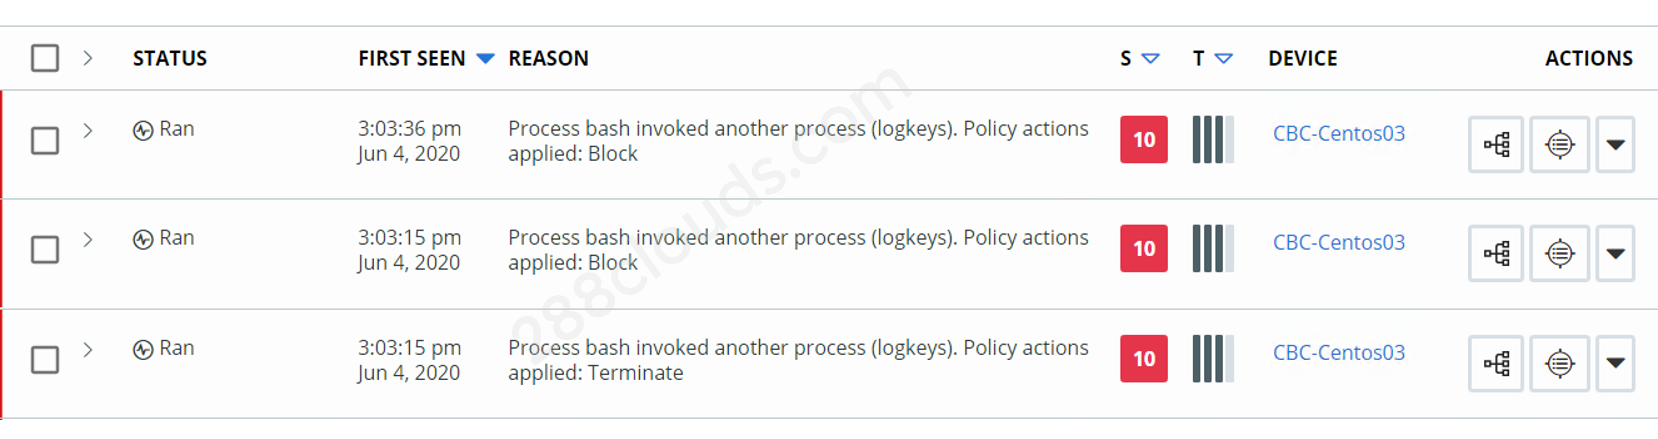 STATUS FIRST SEEN REASON S T DEVICE ACTIONS
Ran 3:03:36 pm Process bash invoked another process (logkeys). Policy actions 10 CBC-Centos03
Jun 4, 2020 applied: Block
Ran 3:03:15 pm Process bash invoked another process (logkeys). Policy actions 10 CBC-Centos03
Jun 4, 2020 applied: Block
Ran 3:03:15 pm Process bash invoked another process (logkeys). Policy actions 10 CBC-Centos03
Jun 4, 2020 applied: Terminate
288clouds.com